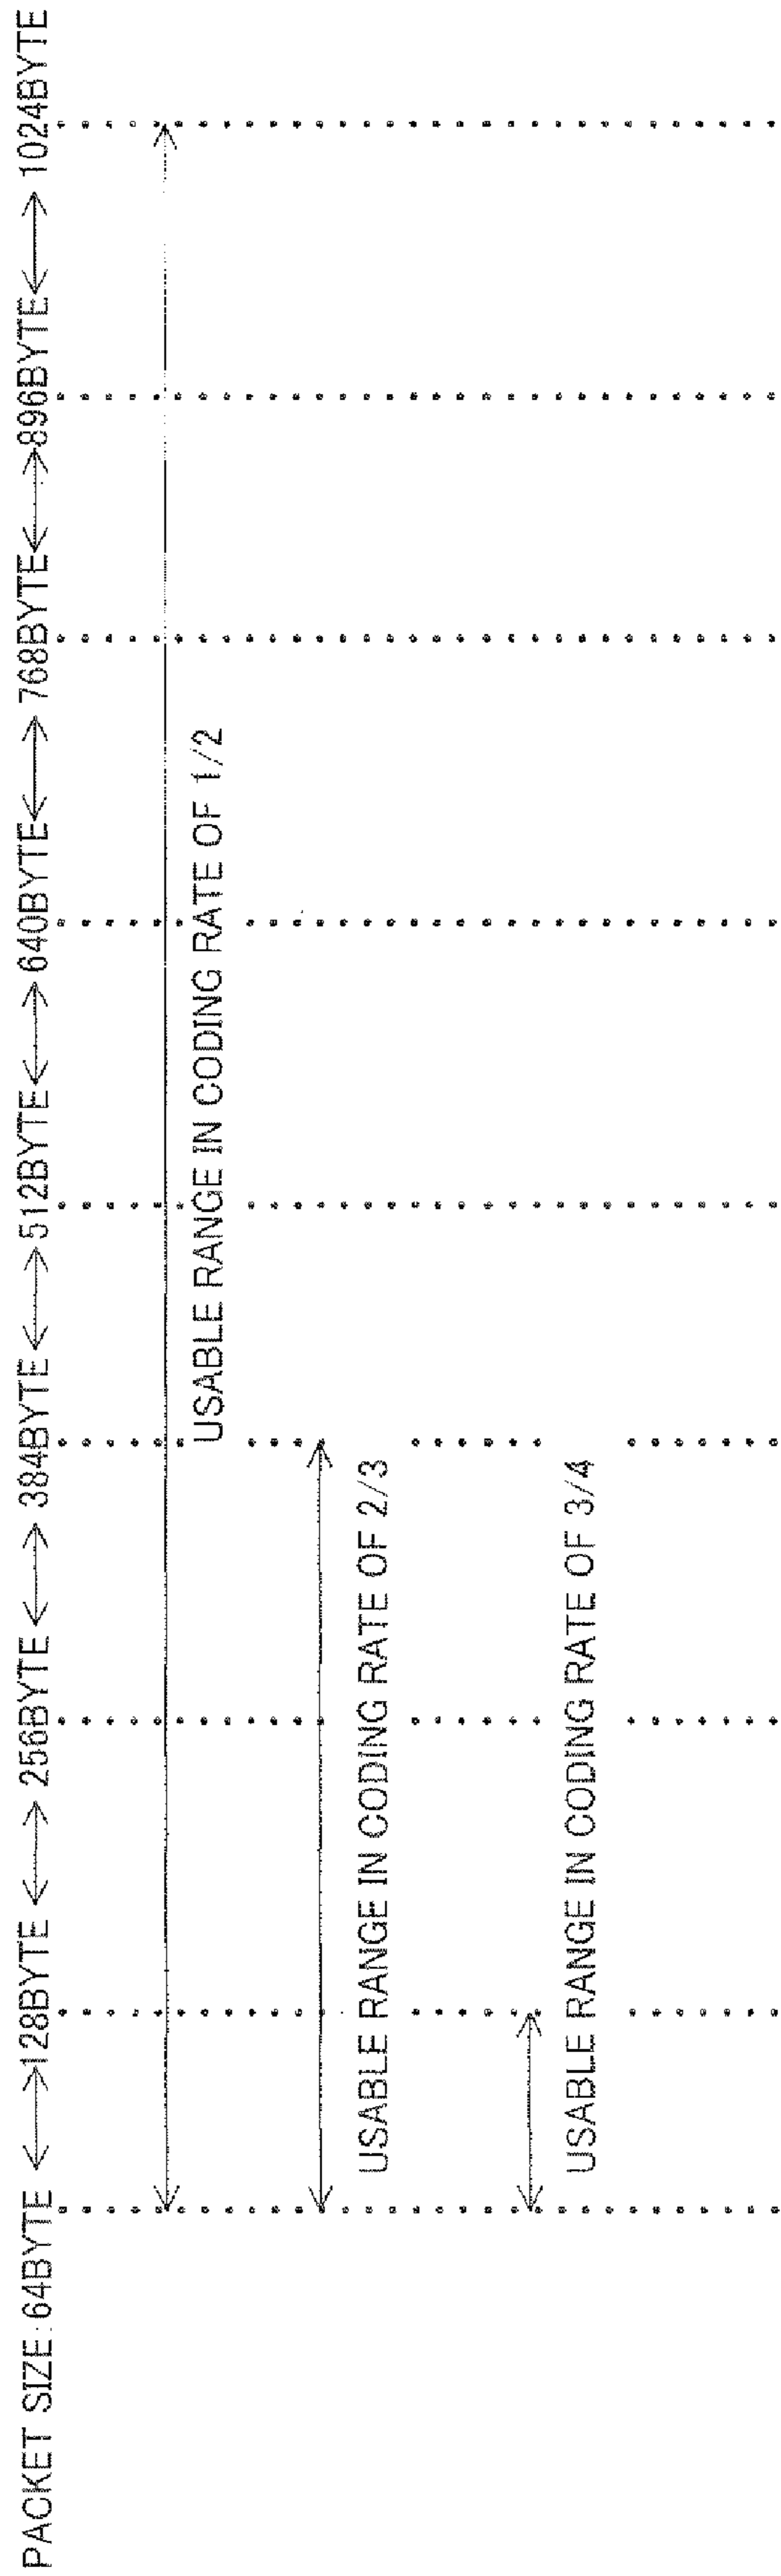 PACKET SIZE:64BYTE 128BYTE 256BYTE 384BYTE 512BYTE 640BYTE 768BYTE 896BYTE 1024BYTE
USABLE RANGE IN CODING RATE OF 1/2
USABLE RANGE IN CODING RATE OF 2/3
USABLE RANGE IN CODING RATE OF 3/4